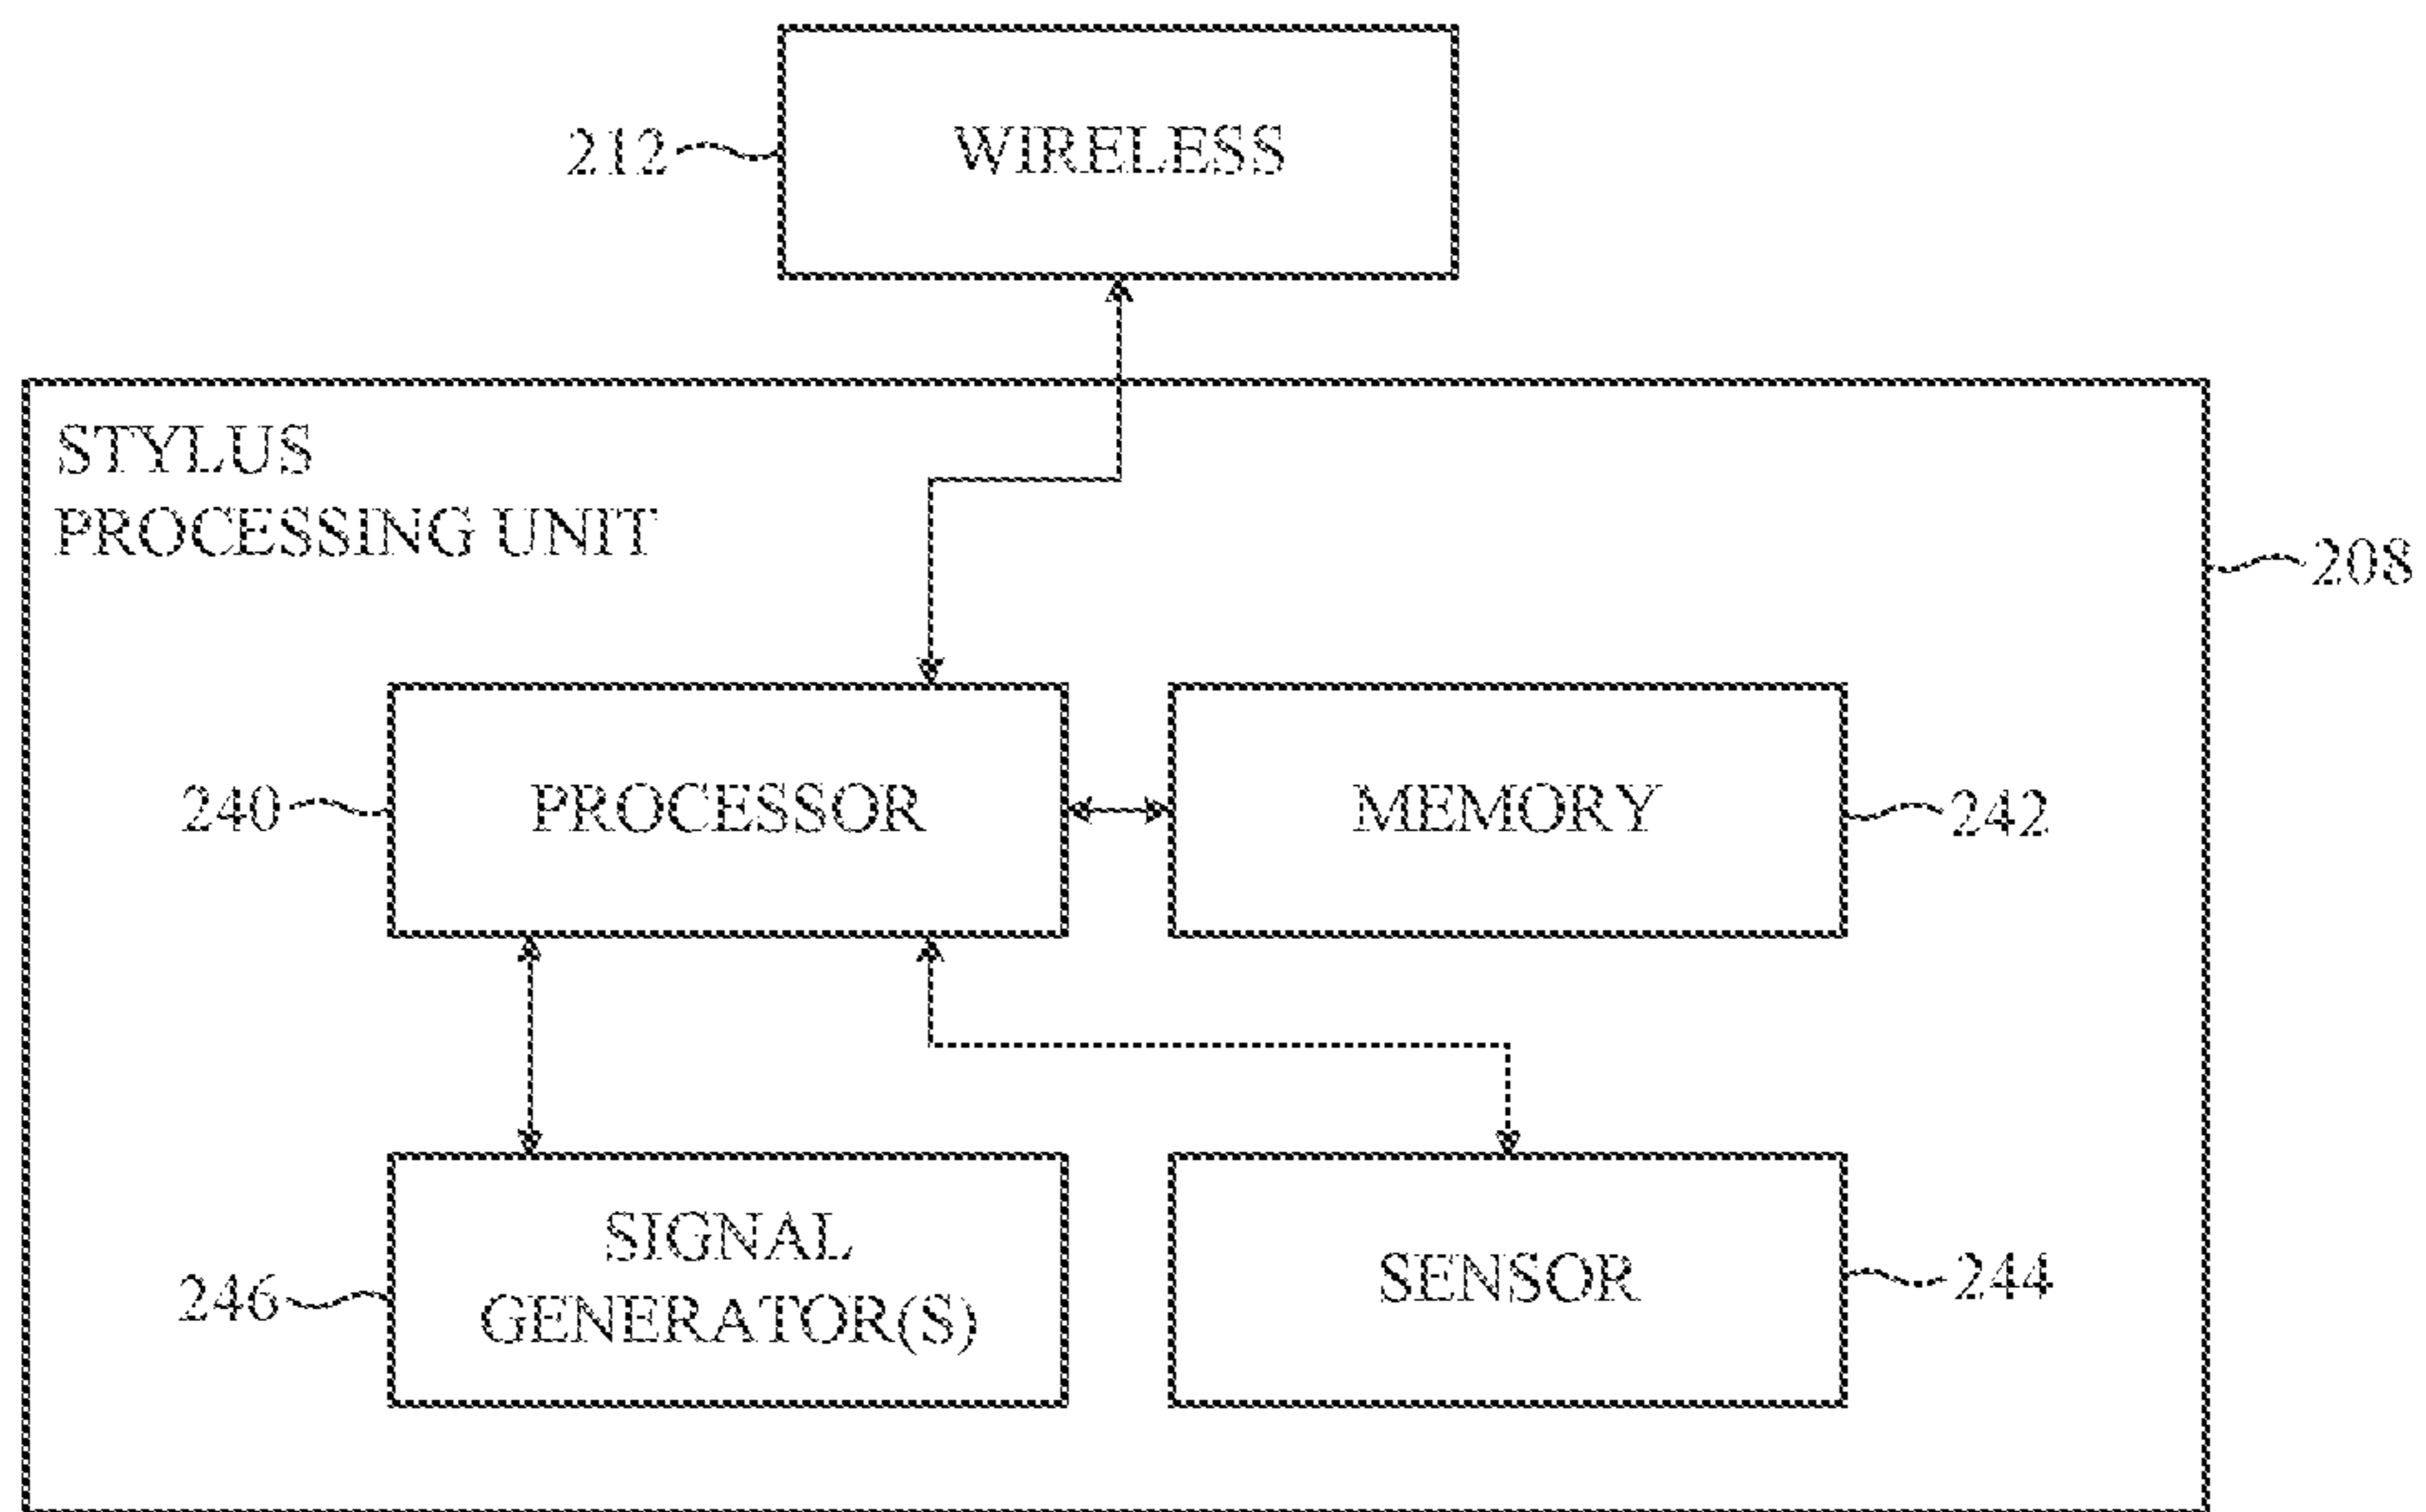 212
WIRELESS
STYLUS
PROCESSING UNIT
208
240
PROCESSOR
MEMORY
242
246
SIGNAL
GENERATOR(S)
SENSOR
244